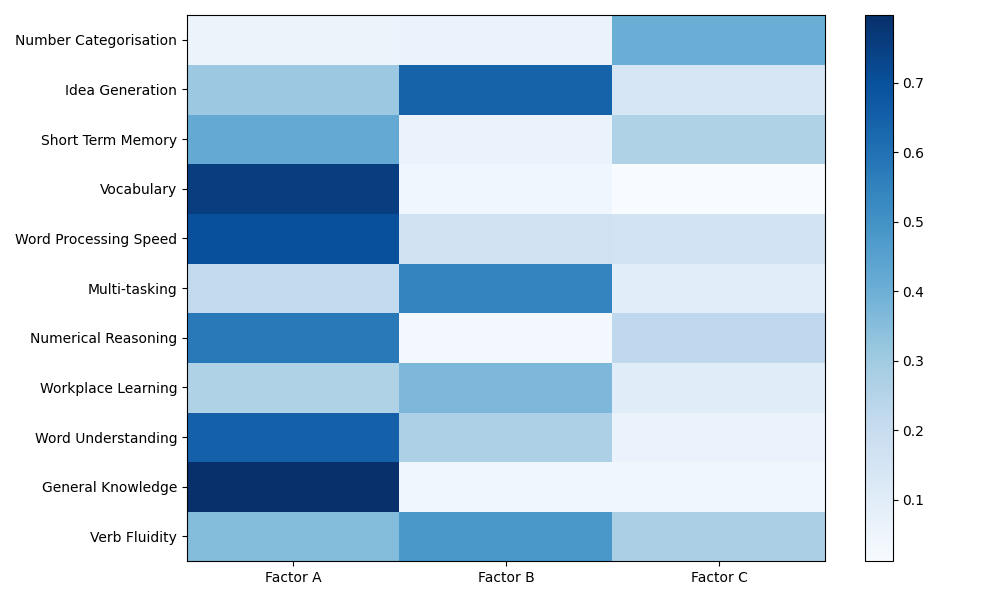 Number Categorisation
Idea Generation
Short Term Memory
Vocabulary
Word Processing Speed
Multi-tasking
Numerical Reasoning
Workplace Learning
Word Understanding
General Knowledge
Verb Fluidity
Factor A
Factor B
Factor C
0.7
0.6
0.5
0.4
0.3
0.2
0.1